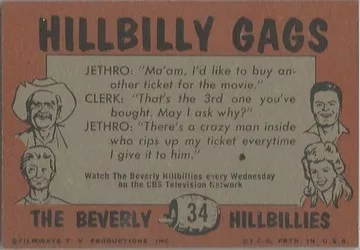 HILLBILLY GAGS
JETHRO: "Ma'am, I'd like to buy an-
other ticket for the movie."
CLERK: "That's the 3rd one you've
bought. May I ask why?"
JETHRO: "There's a crazy man inside
who rips up my ticket everytime
I give it to him."
Watch The Beverly Hillbillies every Wednesday
on the CBS Television Network
THE BEVERLY 34 HILLBILLIES
©FILMWAYS T V PRODUCTIONS INC
PRTD. IN U.S.A.